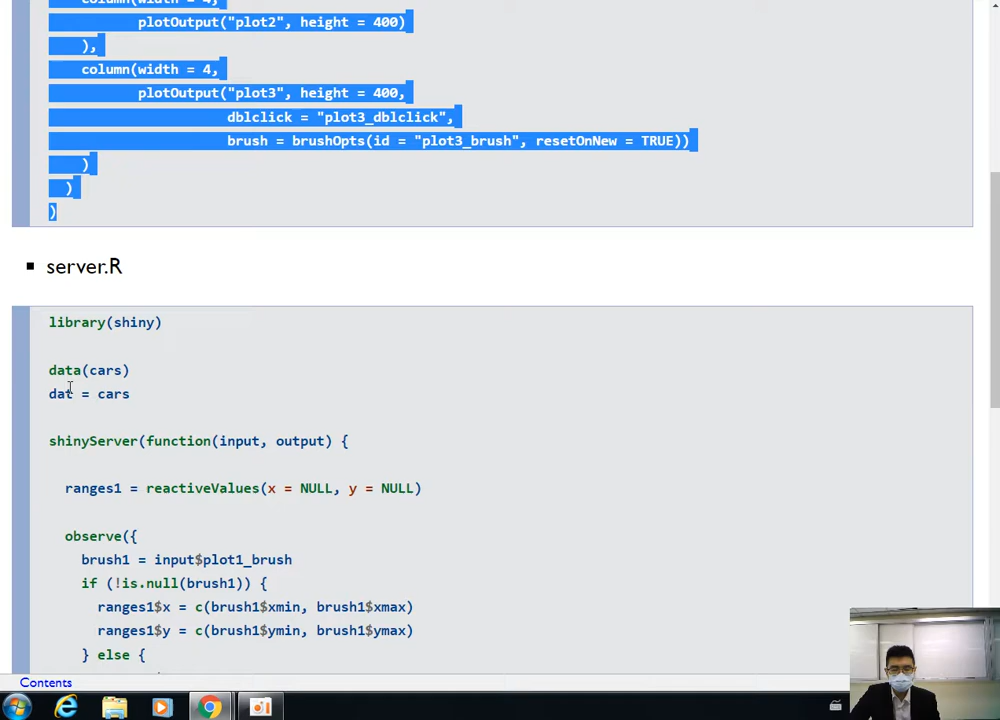 column(width = 4,
plotOutput("plot2", height = 400)
),
column(width = 4,
plotOutput("plot3", height = 400,
dblclick = "plot3_dblclick",
brush = brushOpts(id = "plot3_brush", resetOnNew = TRUE))
)
)
)
server.R
library(shiny)
data(cars)
dat = cars
shinyServer(function(input, output) {
ranges1 = reactiveValues(x = NULL, y = NULL)
observe({
brush1 = input$plot1_brush
if (!is.null(brush1)) {
ranges1$x = c(brush1$xmin, brush1$xmax)
ranges1$y = c(brush1$ymin, brush1$ymax)
} else {
Contents